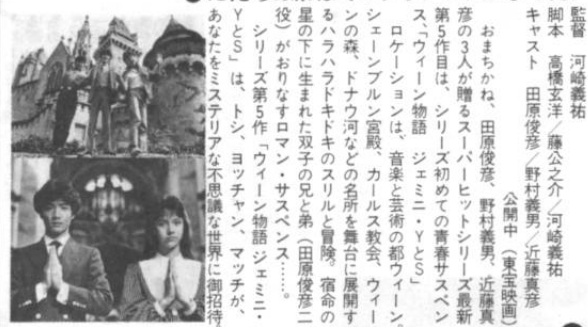 監督　河崎義祐
脚本　高橋玄洋／藤公之介／河崎義祐
キャスト　田原俊彦／野村義男／近藤真彦
公開中（東宝映画）
おまちかね、田原俊彦、野村義男、近藤真
彦の3人が贈るスーパーヒットシリーズ最新
第5作目は、シリーズ初めての青春サスペン
ス、「ウィーン物語　ジェミニ・YとS」
ロケーションは、音楽と芸術の都ウィーン、
シェーンブルン宮殿、カールス教会、ウィー
ンの森、ドナウ河などの名所を舞台に展開す
るハラハラドキドキのスリルと冒険。宿命の
星の下に生まれた双子の兄と弟（田原俊彦二
役）がおりなすロマン・サスペンス……。
シリーズ第5作「ウィーン物語ジェミニ・
YとS」は、トシ、ヨッチャン、マッチが、
あなたをミステリアな不思議な世界に御招待